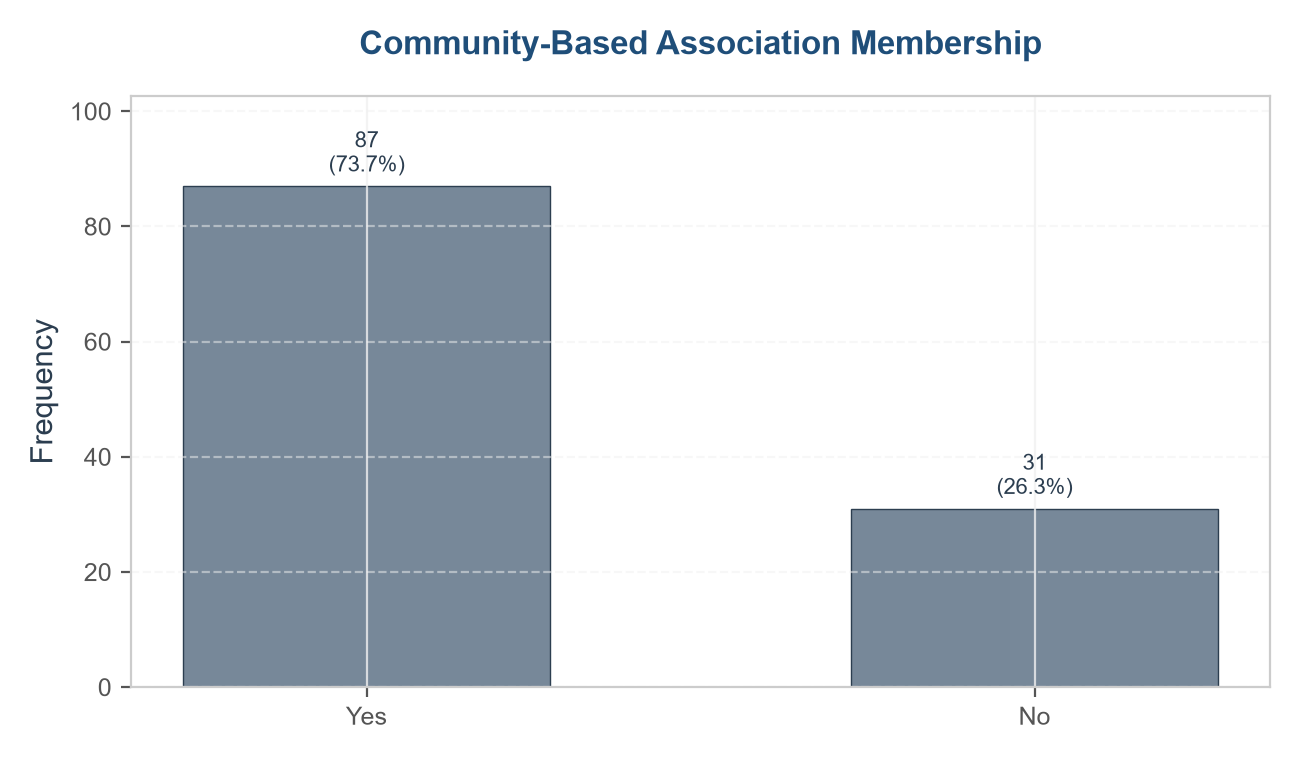 Community-Based Association Membership
100
80
60
40
20
0
Frequency
87
(73.7%)
31
(26.3%)
Yes
No